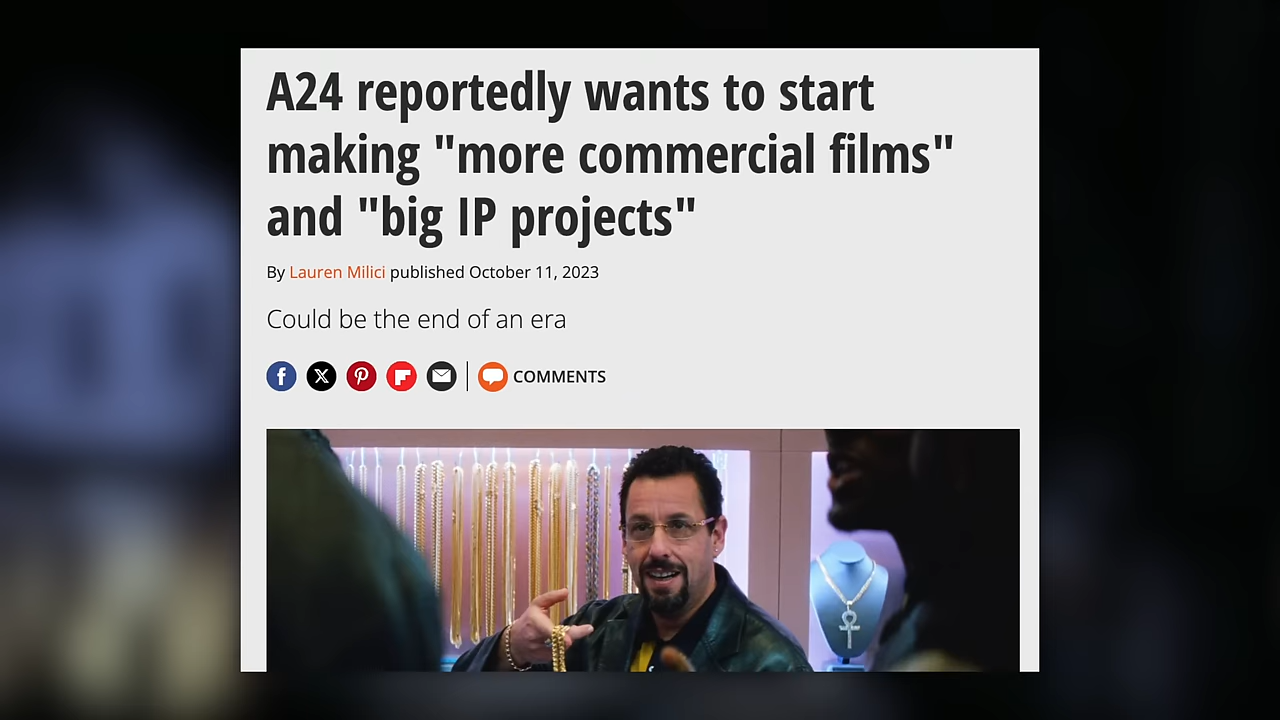 A24 reportedly wants to start
making "more commercial films"
and "big IP projects"
By Lauren Milici published October 11, 2023
Could be the end of an era
COMMENTS